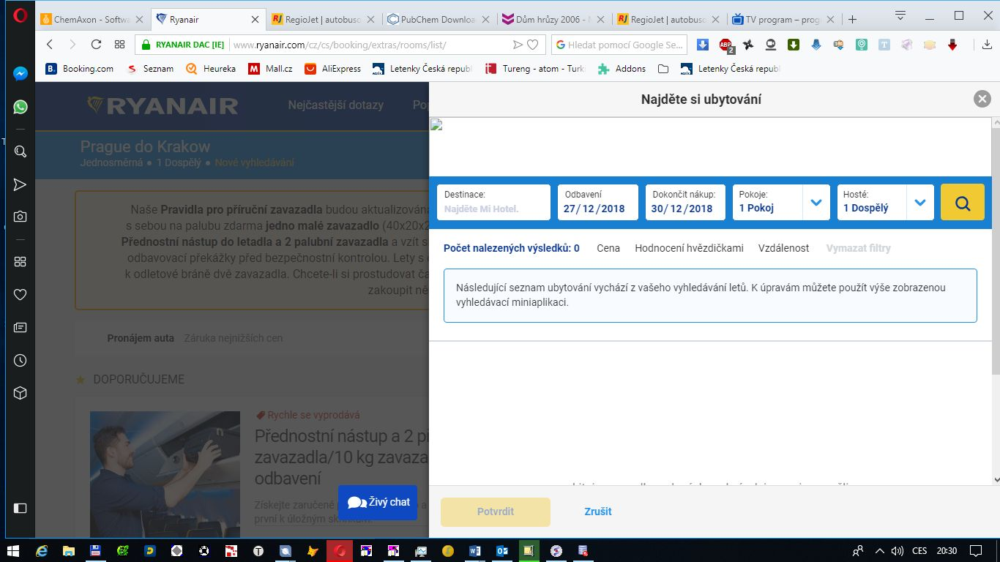 ChemAxon - Softwa
Ryanair
RegioJet | autobuso
PubChem Downloa
Dům hrůzy 2006 - 
RegioJet | autobuso
TV program – prog
RYANAIR DAC [IE]
www.ryanair.com/cz/cs/booking/extras/rooms/list/
Hledat pomocí Google Se...
ABP
2
Booking.com
Seznam
Heureka
Mall.cz
AliExpress
Letenky Česká repub
Tureng - atom - Turk
Addons
Letenky Česká repub
RYANAIR
Nejčastější dotazy
Pop
Najděte si ubytování
Prague do Krakow
Jednosměrná ● 1 Dospělý ● Nové vyhledávání
Destinace:
Najděte Mi Hotel.
Odbavení
27/ 12 / 2018
Dokončit nákup:
30/ 12 / 2018
Pokoje:
1 Pokoj
Hosté:
1 Dospělý
Naše Pravidla pro příruční zavazadla budou aktualizována
s sebou na palubu zdarma jedno malé zavazadlo (40x20x2
Přednostní nástup do letadla a 2 palubní zavazadla a vzít s
odbavovací překážky před bezpečnostní kontrolou. Lety s
k odletové bráně dvě zavazadla. Chcete-li si prostudovat ča
zakoupit ně
Počet nalezených výsledků: 0
Cena
Hodnocení hvězdičkami
Vzdálenost
Vymazat filtry
Následující seznam ubytování vychází z vašeho vyhledávání letů. K úpravám můžete použít výše zobrazenou
vyhledávací miniaplikaci.
Pronájem auta
Záruka nejnižších cen
DOPORUČUJEME
Rychle se vyprodává
Přednostní nástup a 2 p
zavazadla/10 kg zavaza
odbavení
Získejte zaručené
první k úložným
Živý chat
Potvrdit
Zrušit
CES
20:30